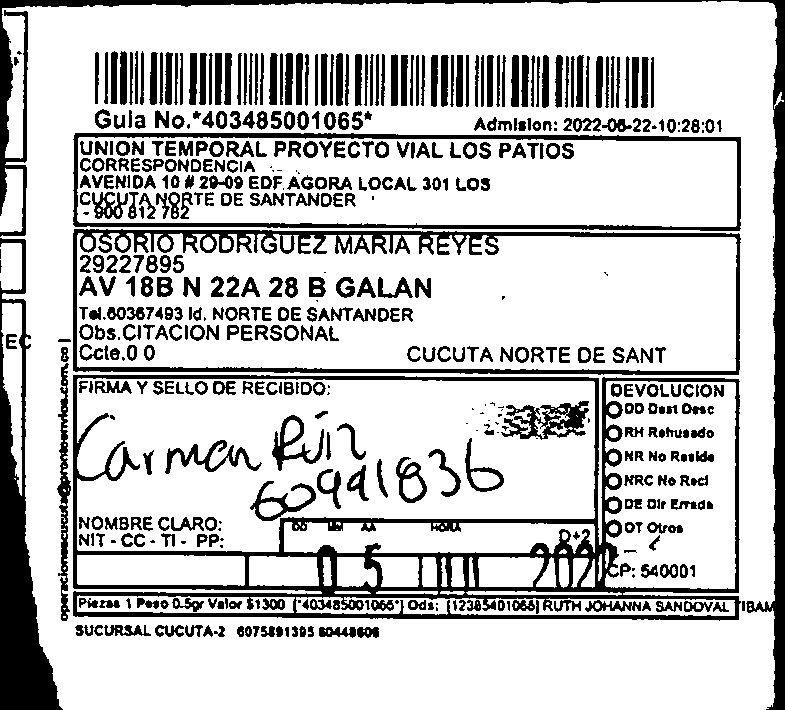 Guia No.*403485001065*
Admision: 2022-06-22-10:28:01
UNION TEMPORAL PROYECTO VIAL LOS PATIOS
CORRESPONDENCIA
AVENIDA 10 # 29-09 EDF AGORA LOCAL 301 LOS
CUCUTA NORTE DE SANTANDER
- 900 812 782
OSORIO RODRIGUEZ MARIA REYES
29227895
AV 18B N 22A 28 B GALAN
Tel.60367493 Id. NORTE DE SANTANDER
Obs.CITACION PERSONAL
Ccte.0 0
CUCUTA NORTE DE SANT
EC
operacionescucuta@prontoenvios.com.co |
FIRMA Y SELLO DE RECIBIDO:
Carmen Ruiz
60441836
NOMBRE CLARO:
NIT - CC - TI - PP:
DD MM AA HORA
D+2
05 JUL 2022
DEVOLUCION
DD Dest Desc
RH Rehusado
NR No Reside
NRC No Recl
DE Dir Errada
OT Otros
CP: 540001
Piezas 1 Peso 0.5gr Valor $1300 [*403485001065*] Ods: [12385401066] RUTH JOHANNA SANDOVAL TIBAM
SUCURSAL CUCUTA-2 6075891395 60448606